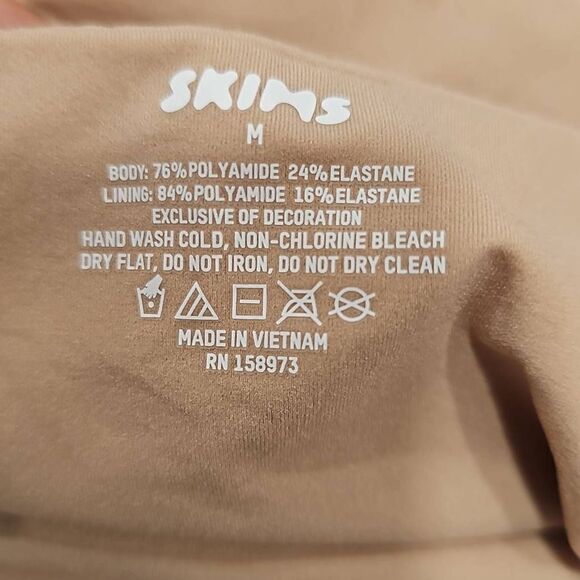 SKIMS
M
BODY: 76% POLYAMIDE 24% ELASTANE
LINING: 84% POLYAMIDE 16% ELASTANE
EXCLUSIVE OF DECORATION
HAND WASH COLD, NON-CHLORINE BLEACH
DRY FLAT, DO NOT IRON, DO NOT DRY CLEAN
MADE IN VIETNAM
RN 158973